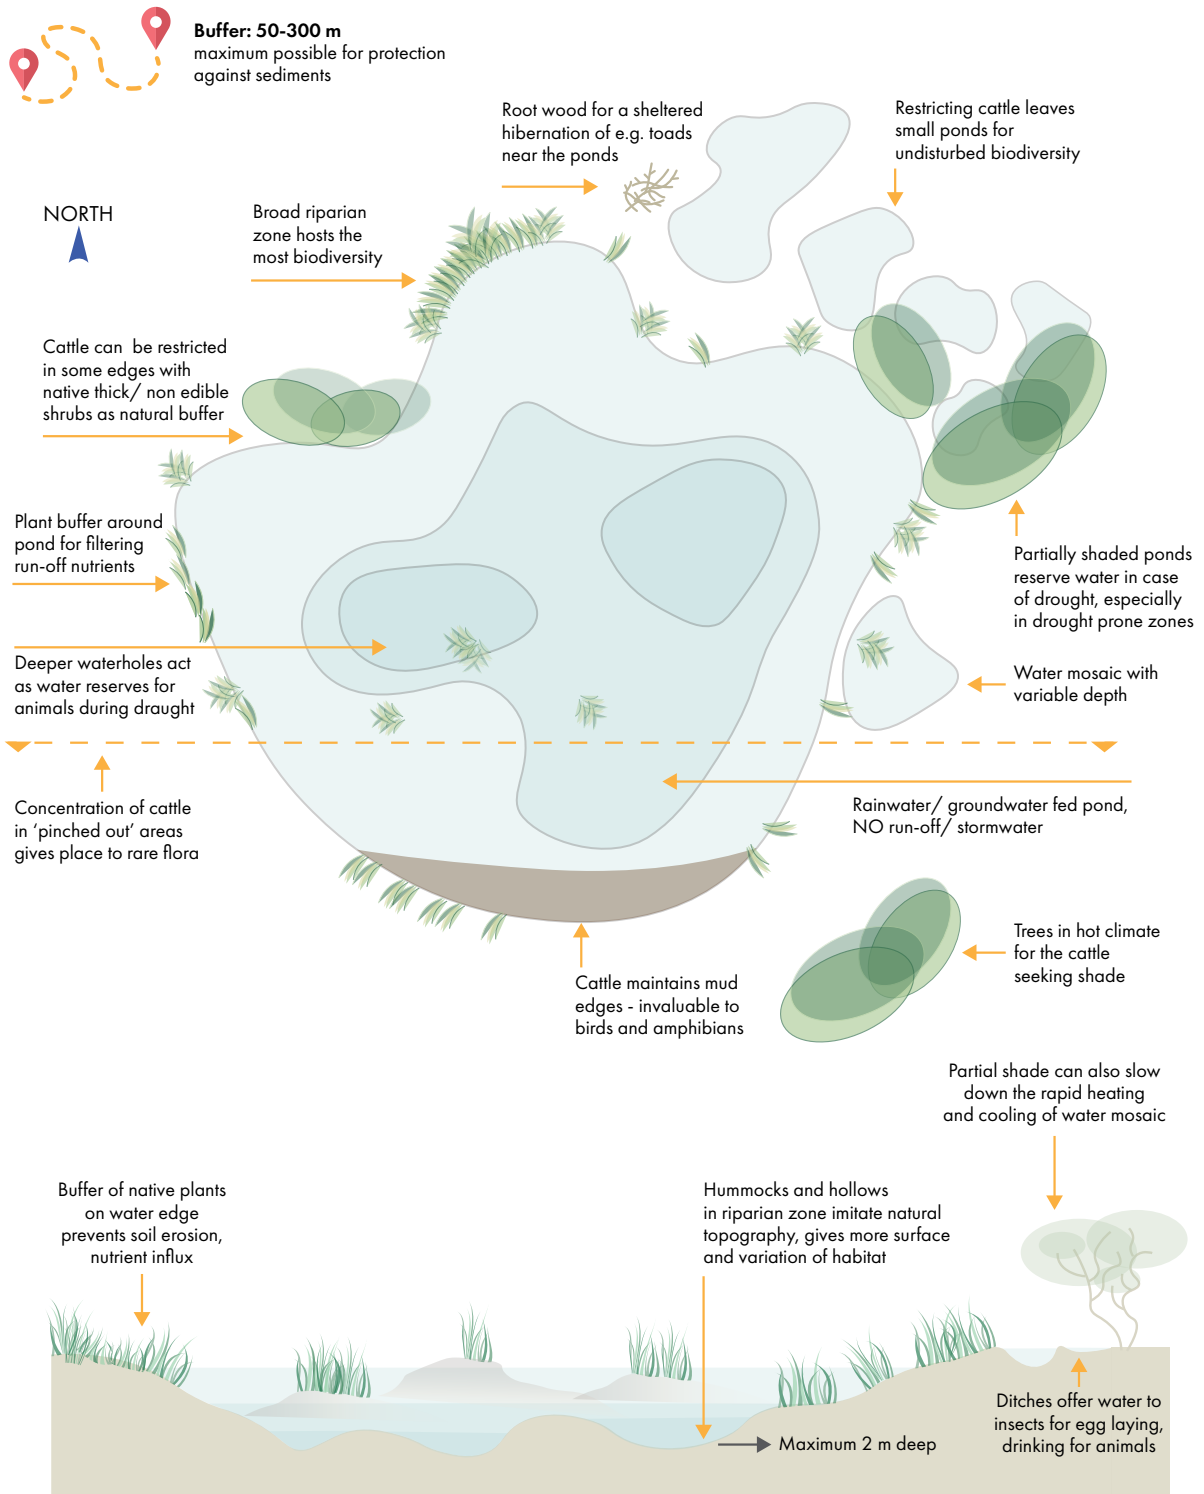 Buffer: 50-300 m
maximum possible for protection
against sediments
Root wood for a sheltered
hibernation of e.g. toads
near the ponds
Restricting cattle leaves
small ponds for
undisturbed biodiversity
NORTH
Broad riparian
zone hosts the
most biodiversity
Cattle can be restricted
in some edges with
native thick/ non edible
shrubs as natural buffer
Plant buffer around
pond for filtering
run-off nutrients
Partially shaded ponds
reserve water in case
of drought, especially
in drought prone zones
Deeper waterholes act
as water reserves for
animals during draught
Water mosaic with
variable depth
Concentration of cattle
in ‘pinched out’ areas
gives place to rare flora
Rainwater/ groundwater fed pond,
NO run-off/ stormwater
Trees in hot climate
for the cattle
seeking shade
Cattle maintains mud
edges - invaluable to
birds and amphibians
Partial shade can also slow
down the rapid heating
and cooling of water mosaic
Buffer of native plants
on water edge
prevents soil erosion,
nutrient influx
Hummocks and hollows
in riparian zone imitate natural
topography, gives more surface
and variation of habitat
Ditches offer water to
insects for egg laying,
drinking for animals
Maximum 2 m deep